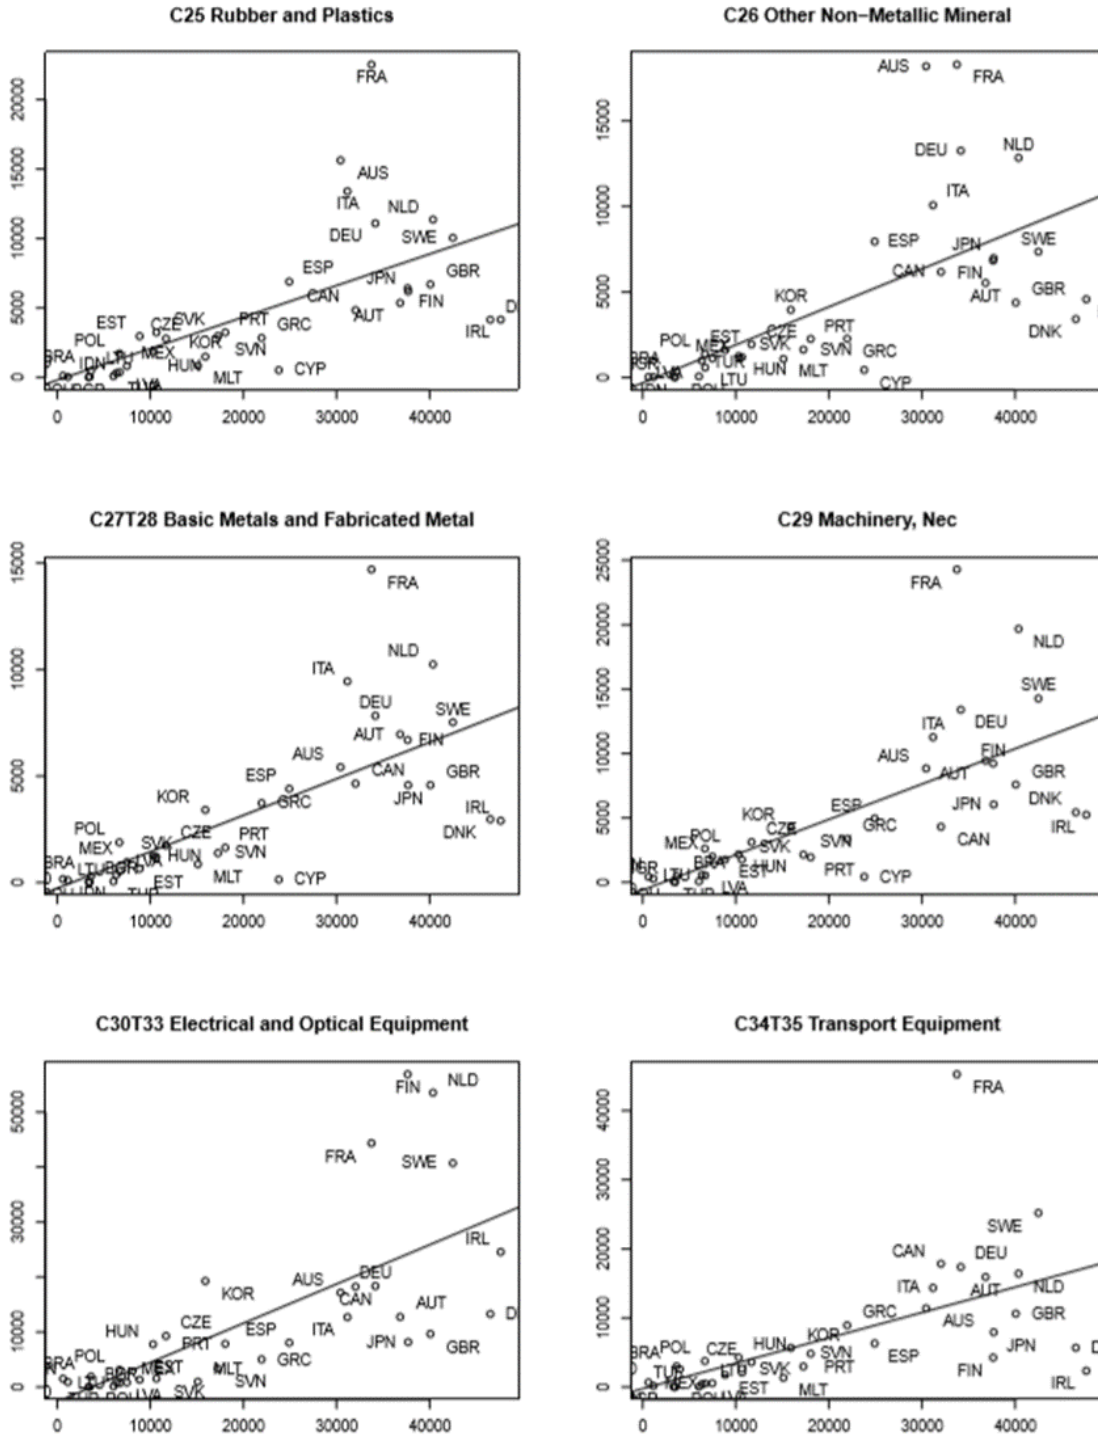 C25 Rubber and Plastics
20000
15000
10000
5000
0
FRA
AUS
ITA
NLD
DEU
SWE
ESP
JPN
GBR
CAN
AUT
FIN
IRL
D
EST
CZE
SVK
PRT
GRC
POL
KOR
MEX
SVN
HUN
MLT
CYP
IDN
BRA
0 10000 20000 30000 40000
C26 Other Non-Metallic Mineral
15000
10000
5000
0
AUS
FRA
DEU
NLD
ITA
ESP
JPN
SWE
CAN
FIN
AUT
GBR
DNK
KOR
PRT
EST
CZE
POL
MEX
SVK
SVN
GRC
TUR
HUN
MLT
LVA
LTU
CYP
0 10000 20000 30000 40000
C27T28 Basic Metals and Fabricated Metal
15000
10000
5000
0
FRA
NLD
ITA
DEU
SWE
AUT
FIN
AUS
CAN
GBR
ESP
GRC
JPN
IRL
DNK
KOR
POL
CZE
PRT
MEX
SVK
SVN
HUN
BRA
LTU
BGR
LVA
EST
MLT
CYP
0 10000 20000 30000 40000
C29 Machinery, Nec
25000
20000
15000
10000
5000
0
FRA
NLD
SWE
ITA
DEU
AUS
FIN
AUT
GBR
JPN
DNK
IRL
CAN
ESP
GRC
KOR
CZE
MEX
POL
SVK
SVN
BRA
HUN
EST
PRT
CYP
LTU
LVA
0 10000 20000 30000 40000
C30T33 Electrical and Optical Equipment
50000
30000
10000
0
FIN
NLD
FRA
SWE
IRL
AUS
DEU
KOR
CAN
AUT
D
ITA
JPN
GBR
ESP
GRC
HUN
CZE
PRT
POL
BRA
MLT
SVN
SVK
LVA
0 10000 20000 30000 40000
C34T35 Transport Equipment
40000
30000
20000
10000
0
FRA
SWE
CAN
DEU
ITA
AUT
NLD
GRC
AUS
GBR
JPN
FIN
D
IRL
ESP
KOR
HUN
CZE
POL
BRA
TUR
MEX
LTU
SVK
SVN
PRT
EST
MLT
0 10000 20000 30000 40000